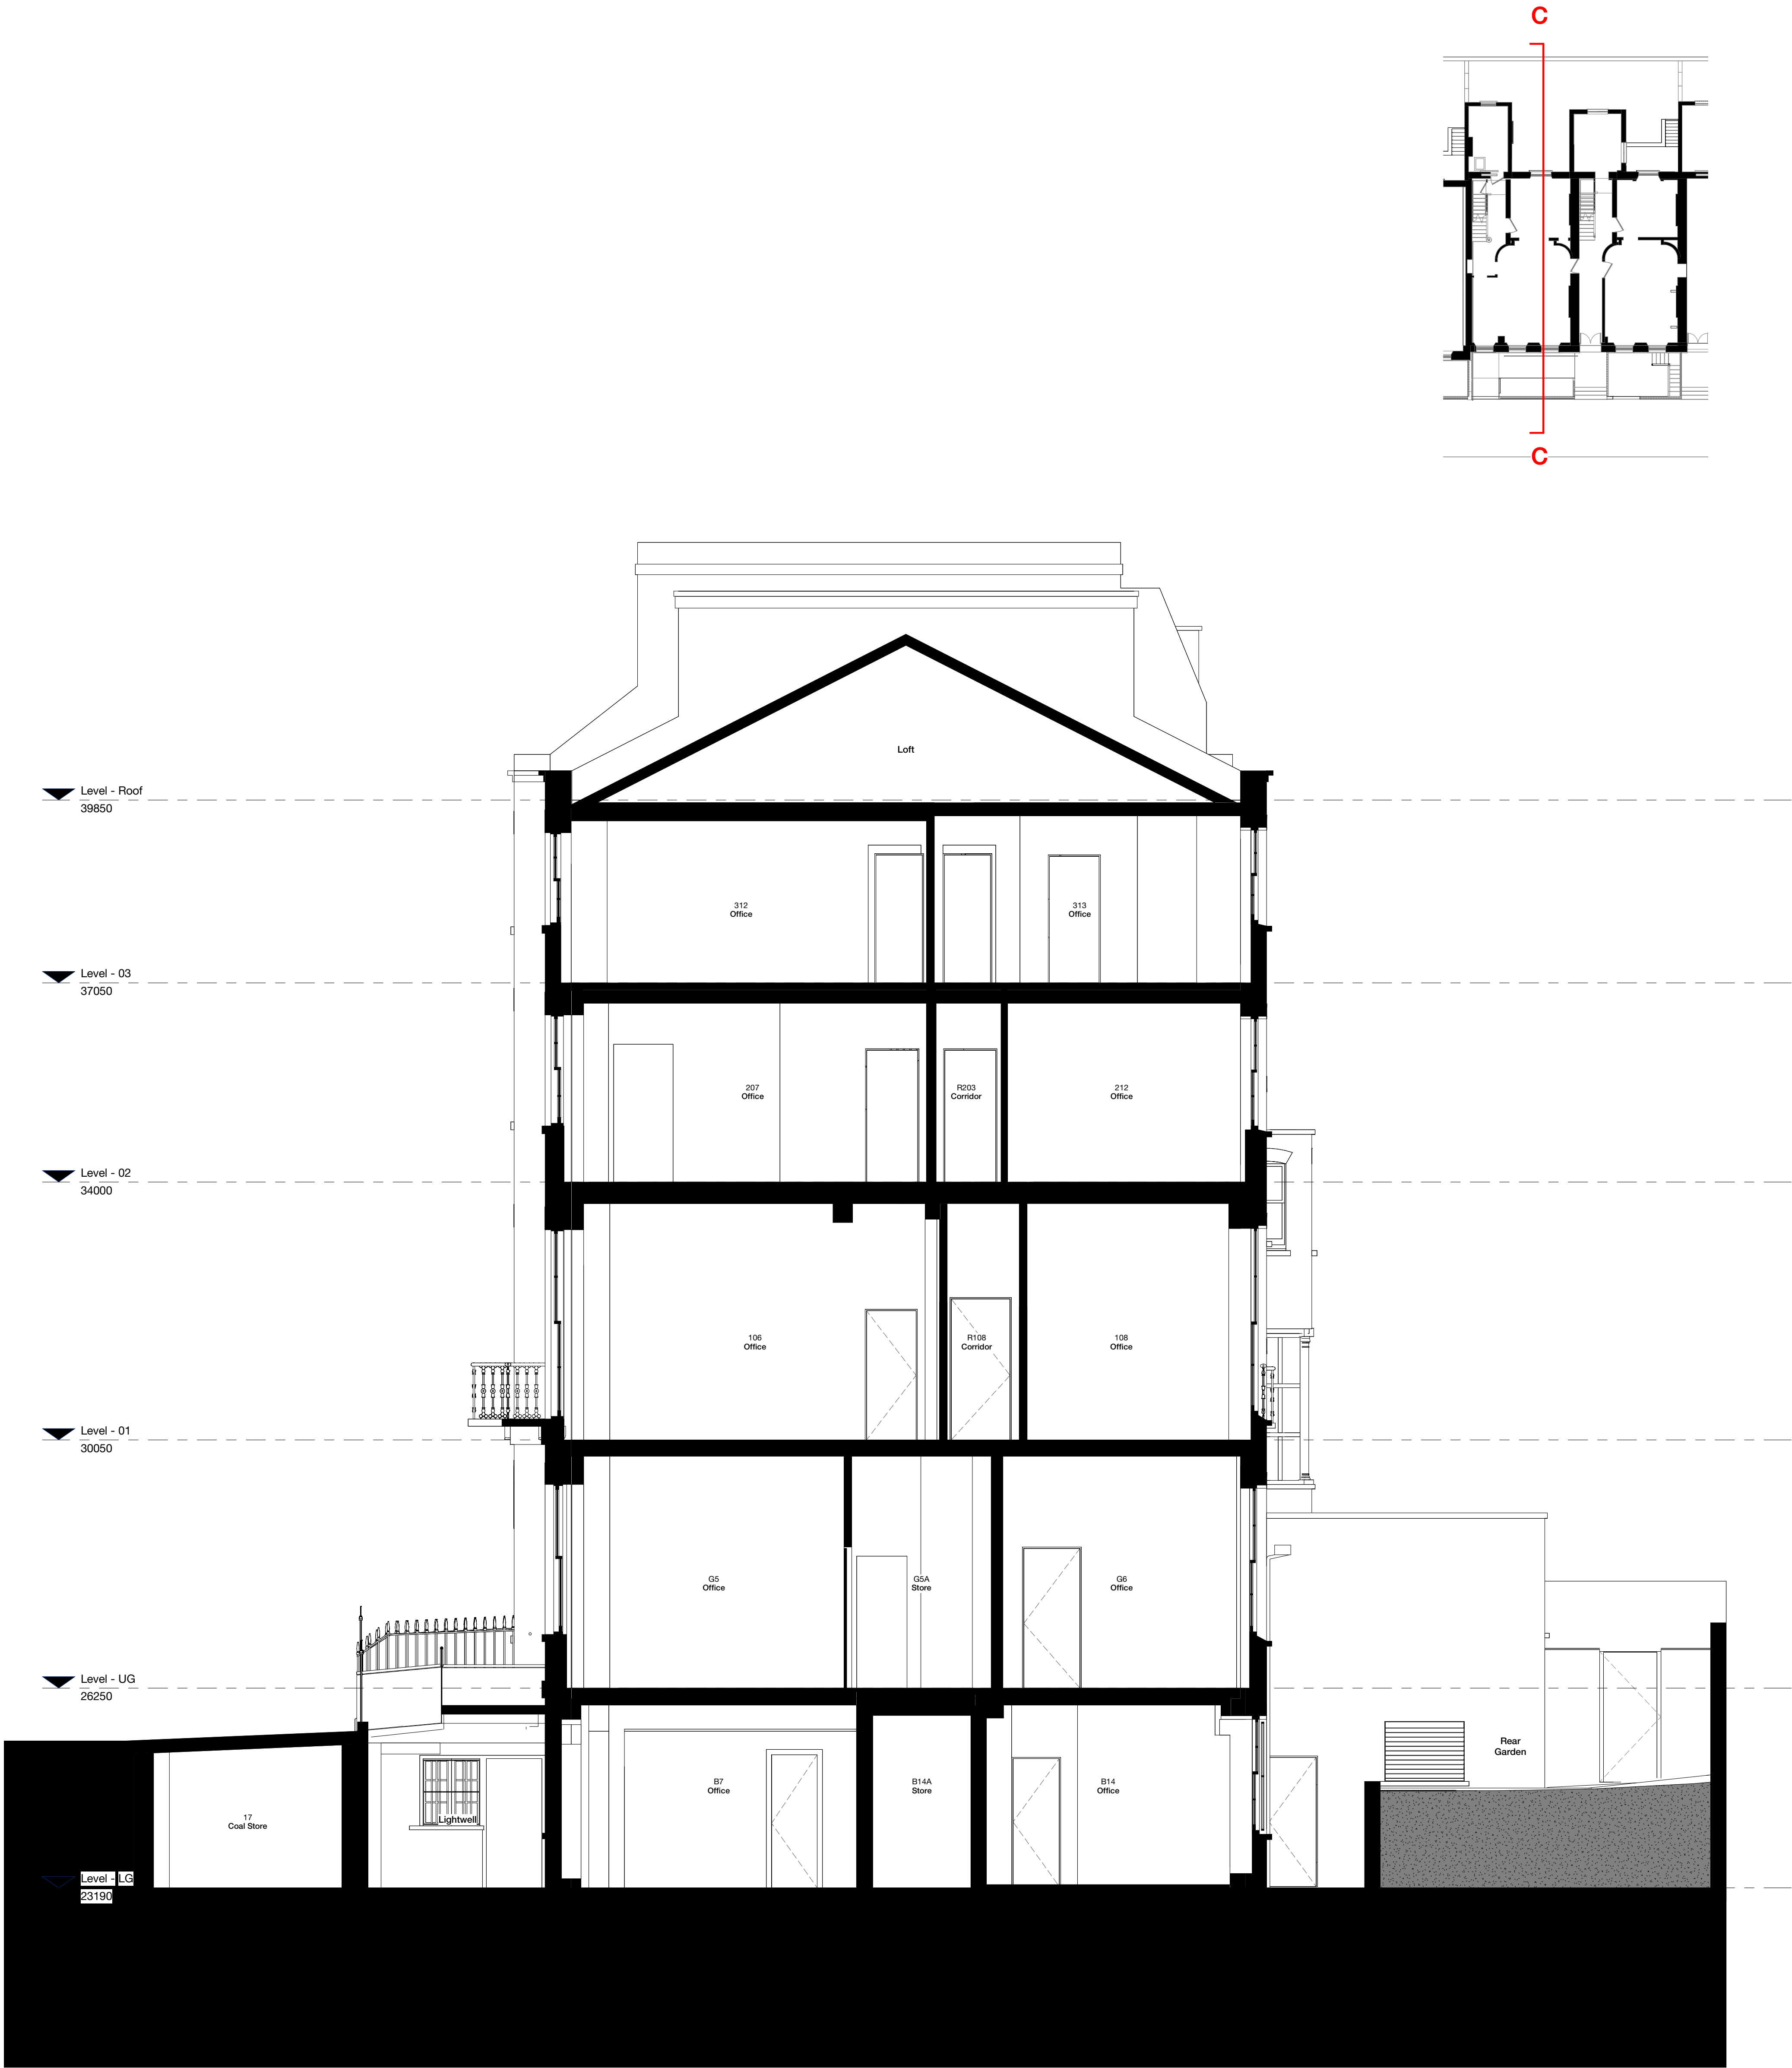 C
C
Loft
Level - Roof
39850
312
Office
313
Office
Level - 03
37050
207
Office
R203
Corridor
212
Office
Level - 02
34000
106
Office
R108
Corridor
108
Office
Level - 01
30050
G5
Office
G5A
Store
G6
Office
Level - UG
26250
Rear
Garden
B7
Office
B14A
Store
B14
Office
17
Coal Store
Lightwell
Level - LG
23190